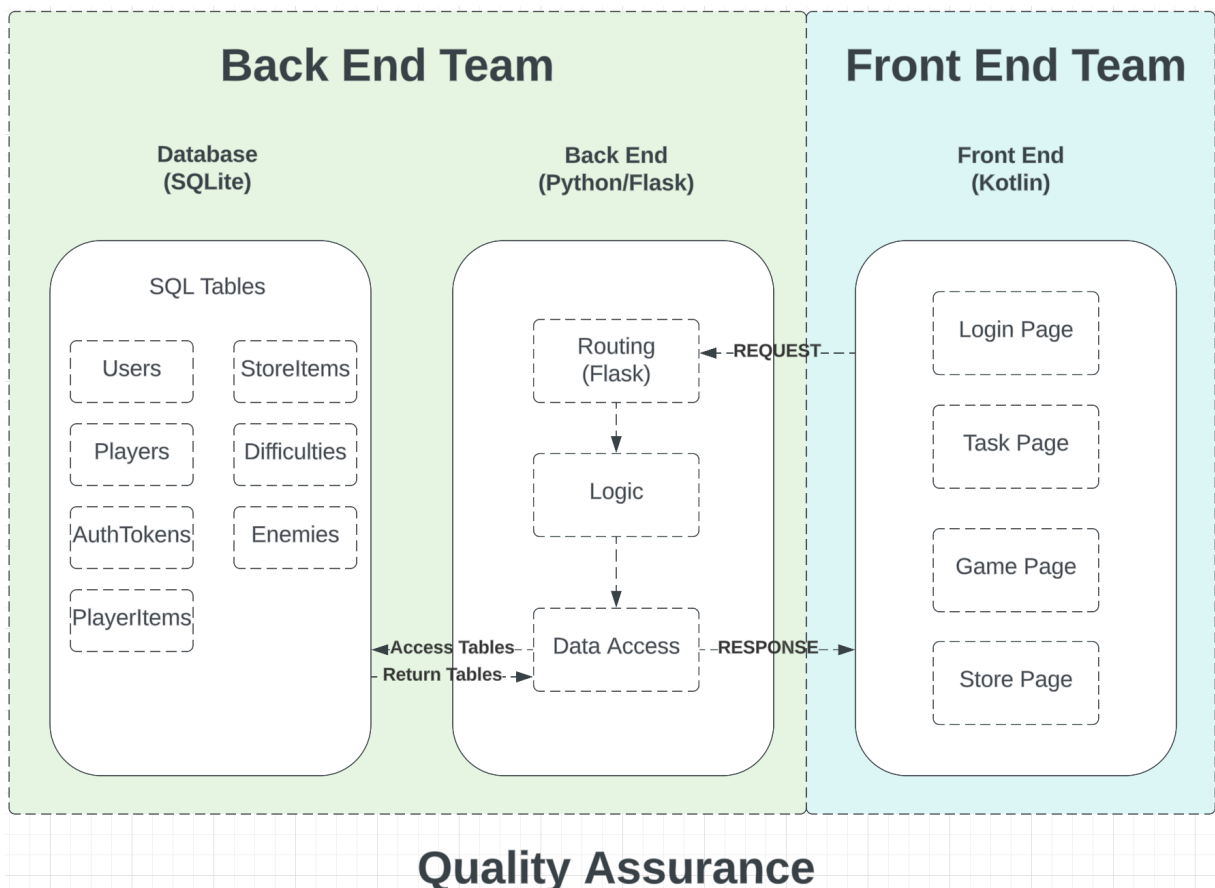 Back End Team
Front End Team
Database
(SQLite)
Back End
(Python/Flask)
Front End
(Kotlin)
SQL Tables
Users
StoreItems
Players
Difficulties
AuthTokens
Enemies
PlayerItems
Routing
(Flask)
Logic
Data Access
REQUEST
Access Tables
Return Tables
RESPONSE
Login Page
Task Page
Game Page
Store Page
Quality Assurance